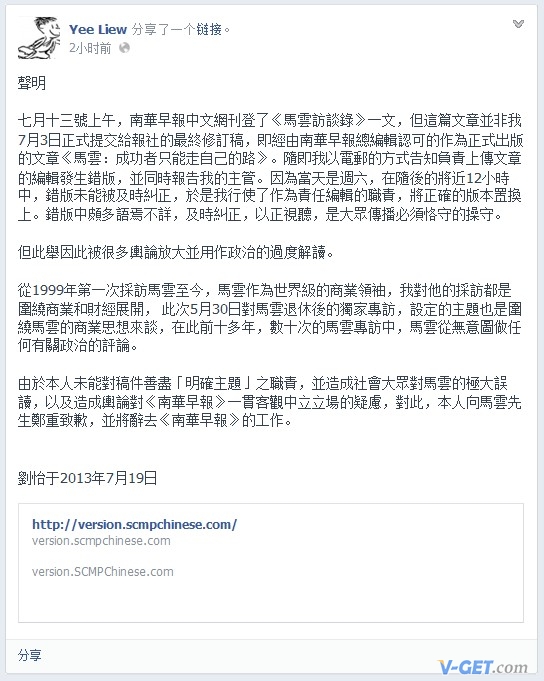 Yee Liew 分享了一个链接。
2小时前
聲明
七月十三號上午，南華早報中文網刊登了《馬雲訪談錄》一文，但這篇文章並非我
7月3日正式提交給報社的最終修訂稿，即經由南華早報總編輯認可的作為正式出版
的文章《馬雲：成功者只能走自己的路》。隨即我以電郵的方式告知負責上傳文章
的編輯發生錯版，並同時報告我的主管。因為當天是週六，在隨後的將近12小時
中，錯版未能被及時糾正，於是我行使了作為責任編輯的職責，將正確的版本置換
上。錯版中頗多語焉不詳，及時糾正，以正視聽，是大眾傳播必須恪守的操守。
但此舉因此被很多輿論放大並用作政治的過度解讀。
從1999年第一次採訪馬雲至今，馬雲作為世界級的商業領袖，我對他的採訪都是
圍繞商業和財經展開， 此次5月30日對馬雲退休後的獨家專訪，設定的主題也是圍
繞馬雲的商業思想來談，在此前十多年，數十次的馬雲專訪中，馬雲從無意圖做任
何有關政治的評論。
由於本人未能對稿件善盡「明確主題」之職責，並造成社會大眾對馬雲的極大誤
讀，以及造成輿論對《南華早報》一貫客觀中立立場的疑慮，對此，本人向馬雲先
生鄭重致歉，並將辭去《南華早報》的工作。
劉怡于2013年7月19日
http://version.scmpchinese.com/
version.scmpchinese.com
version.SCMPChinese.com
分享
V-GET.com